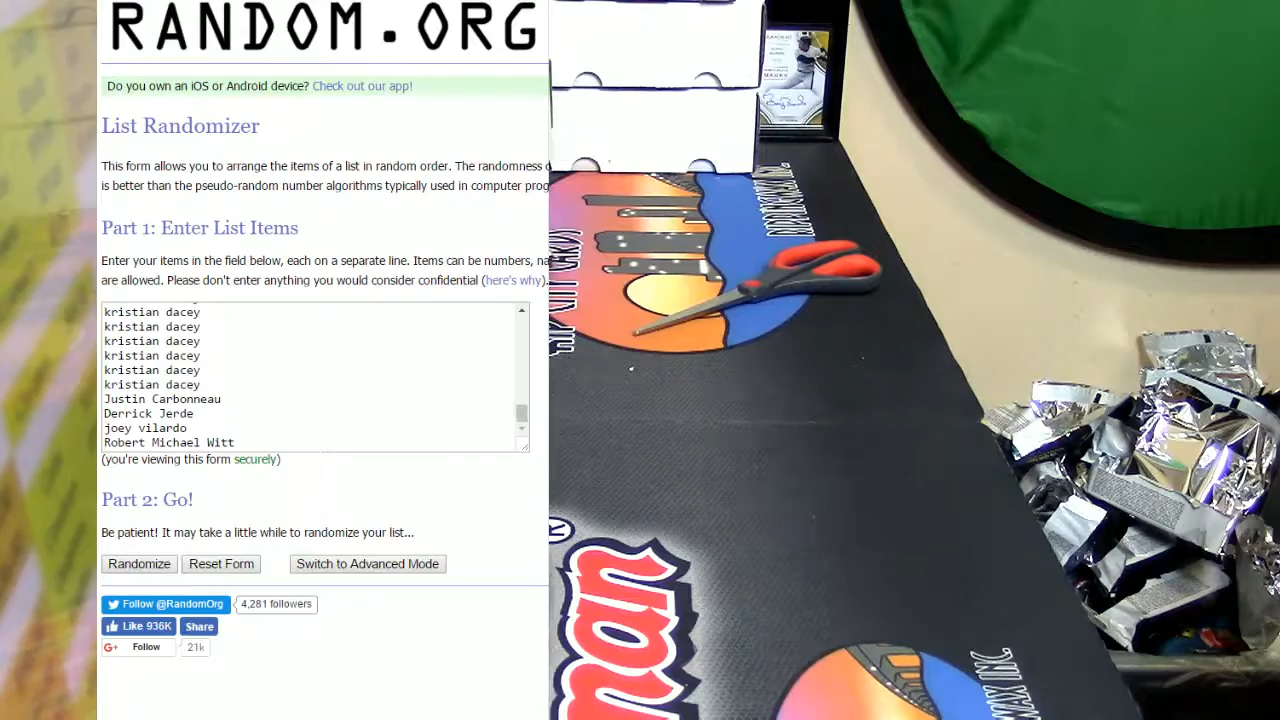 RANDOM.ORG
Do you own an iOS or Android device? Check out our app!
List Randomizer
This form allows you to arrange the items of a list in random order. The randomness
is better than the pseudo-random number algorithms typically used in computer prog
Part 1: Enter List Items
Enter your items in the field below, each on a separate line. Items can be numbers, na
are allowed. Please don't enter anything you would consider confidential (here's why).
kristian dacey
kristian dacey
kristian dacey
kristian dacey
kristian dacey
kristian dacey
Justin Carbonneau
Derrick Jerde
joey vilardo
Robert Michael Witt
(you're viewing this form securely)
Part 2: Go!
Be patient! It may take a little while to randomize your list...
Randomize
Reset Form
Switch to Advanced Mode
Follow @RandomOrg
4,281 followers
Like 936K
Share
G+ Follow
21k
CITY CARDS
WAX INC